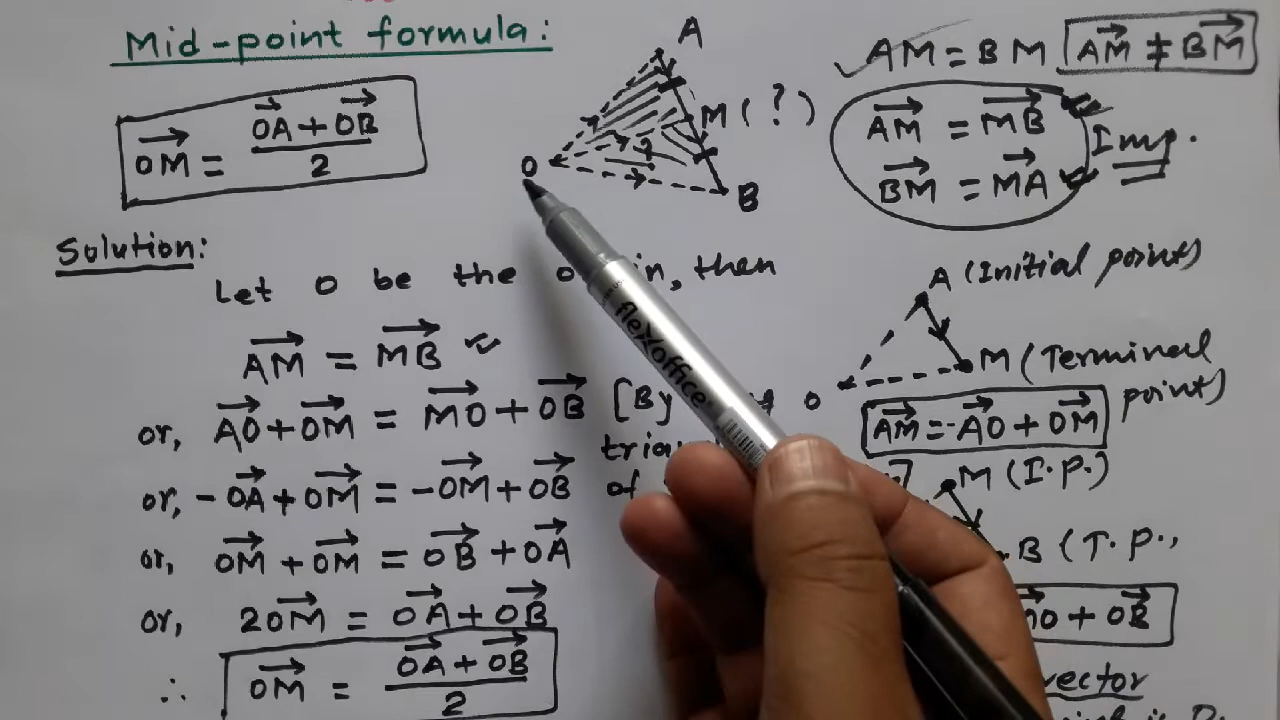 Mid-point formula:
OM = OA + OB / 2
A
M (?)
O
B
AM = BM AM ≠ BM
AM = MB
BM = MA
Imp.
Solution:
Let O be the in, then
AM = MB
or, AO + OM = MO + OB [By
or, -OA + OM = -OM + OB of
or, OM + OM = OB + OA
or, 2OM = OA + OB
∴ OM = OA + OB / 2
A (Initial point)
M (Terminal
point)
O
AM = -AO + OM
M (I.p.)
B (T.P.,
MO + OB
vector
flexoffice